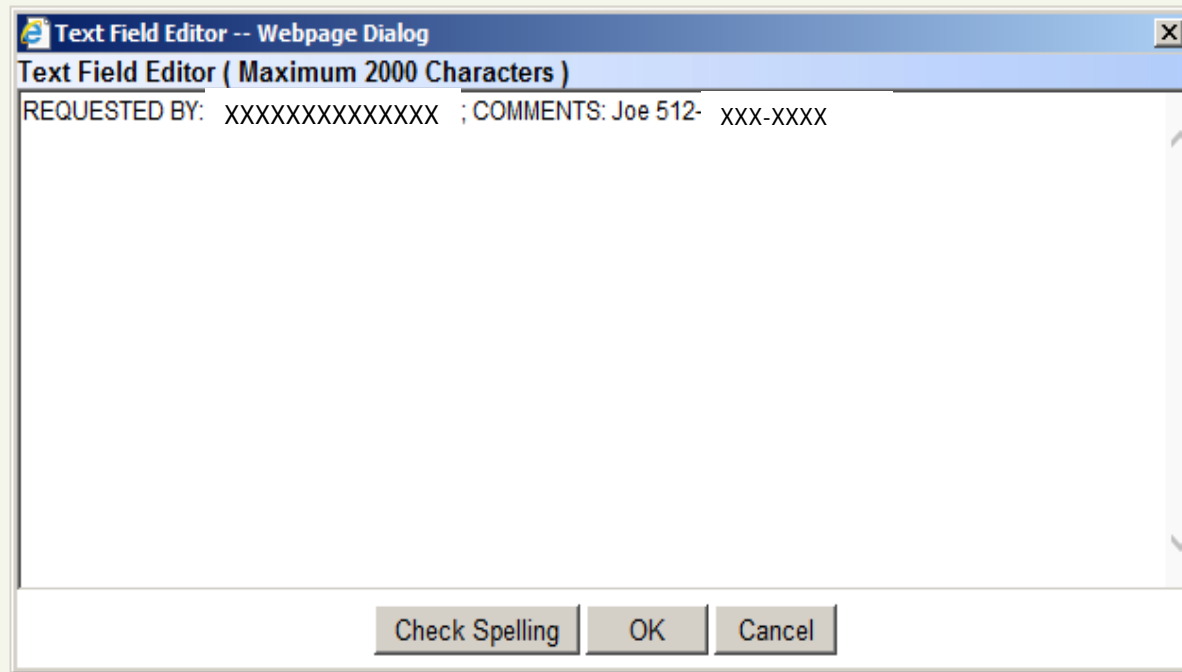 Text Field Editor -- Webpage Dialog
Text Field Editor ( Maximum 2000 Characters )
REQUESTED BY: XXXXXXXXXXXXXX ; COMMENTS: Joe 512- XXX-XXXX
Check Spelling OK Cancel